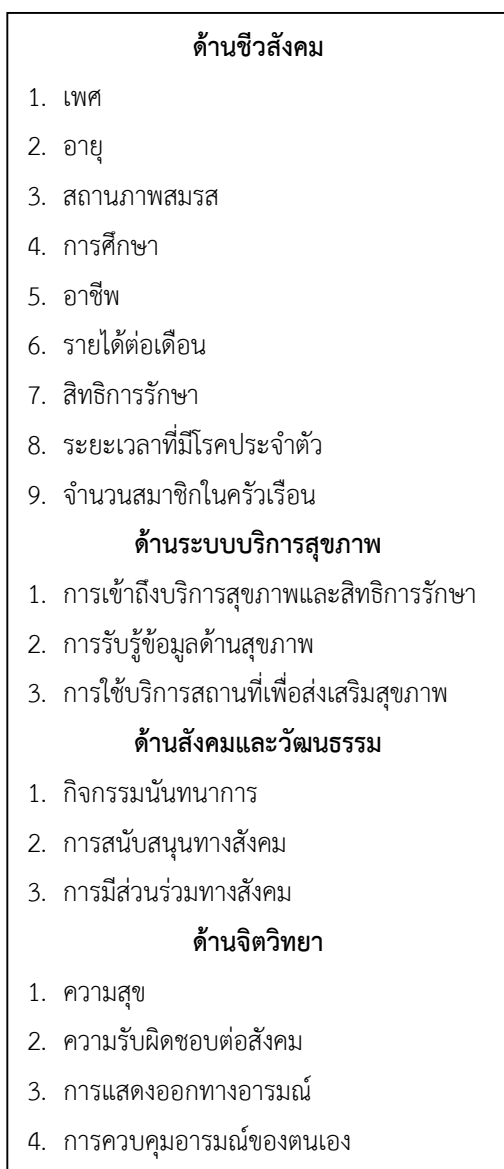 ด้านชีวสังคม
1. เพศ
2. อายุ
3. สถานภาพสมรส
4. การศึกษา
5. อาชีพ
6. รายได้ต่อเดือน
7. สิทธิการรักษา
8. ระยะเวลาที่มีโรคประจำตัว
9. จำนวนสมาชิกในครัวเรือน
ด้านระบบบริการสุขภาพ
1. การเข้าถึงบริการสุขภาพและสิทธิการรักษา
2. การรับรู้ข้อมูลด้านสุขภาพ
3. การใช้บริการสถานที่เพื่อส่งเสริมสุขภาพ
ด้านสังคมและวัฒนธรรม
1. กิจกรรมนันทนาการ
2. การสนับสนุนทางสังคม
3. การมีส่วนร่วมทางสังคม
ด้านจิตวิทยา
1. ความสุข
2. ความรับผิดชอบต่อสังคม
3. การแสดงออกทางอารมณ์
4. การควบคุมอารมณ์ของตนเอง